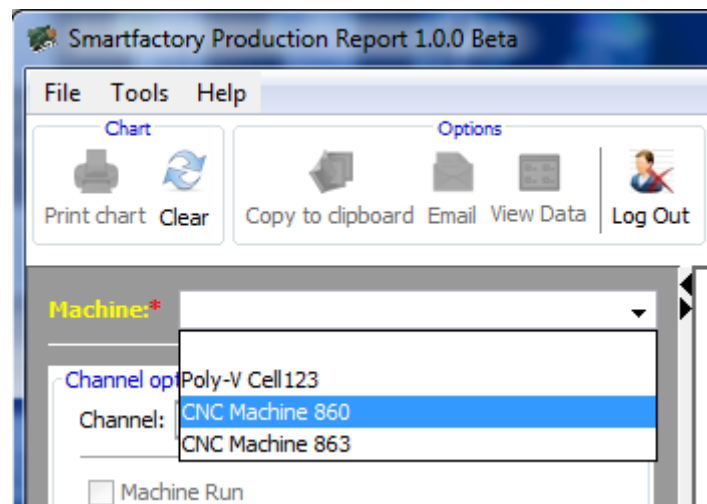 Smartfactory Production Report 1.0.0 Beta
File Tools Help
Chart Options
Print chart Clear Copy to clipboard Email View Data Log Out
Machine:*
Channel opt
Poly-V Cell123
Channel: CNC Machine 860
CNC Machine 863
Machine Run